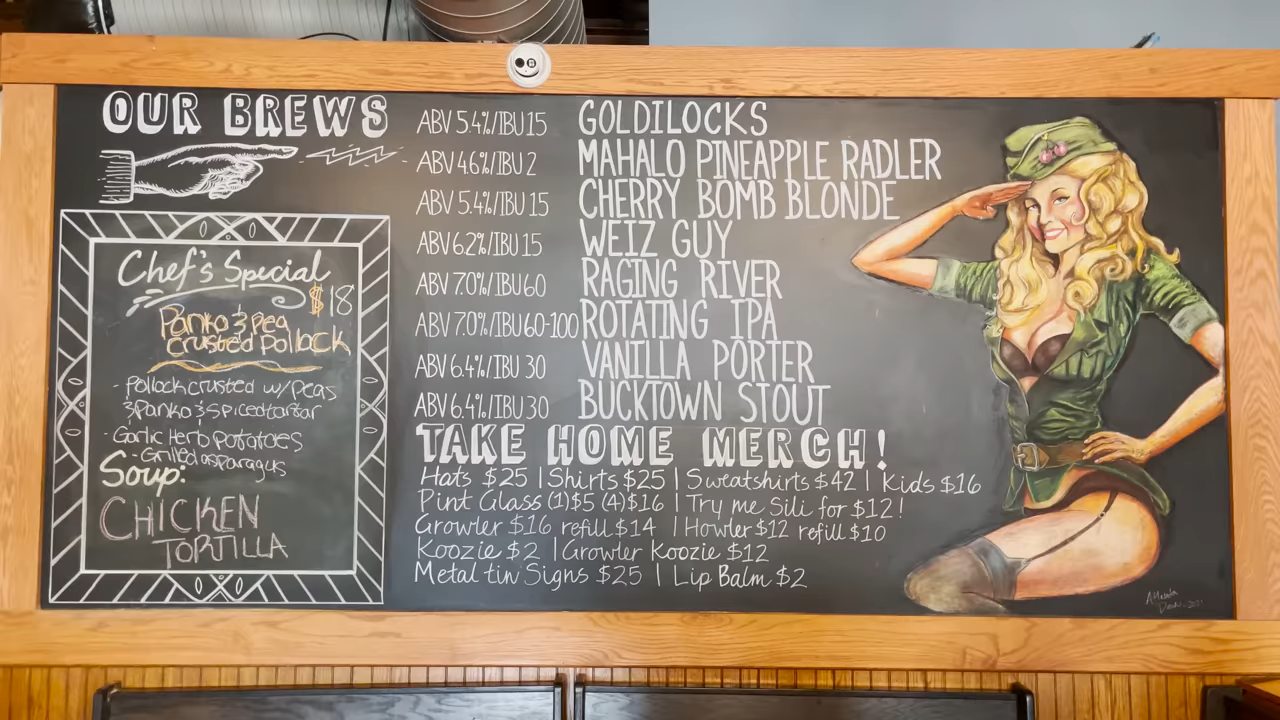 OUR BREWS
ABV 5.4%/IBU 15 GOLDILOCKS
ABV 4.6%/IBU 2 MAHALO PINEAPPLE RADLER
ABV 5.4%/IBU 15 CHERRY BOMB BLONDE
ABV 6.2%/IBU 15 WEIZ GUY
ABV 7.0%/IBU 60 RAGING RIVER
ABV 7.0%/IBU 60-100 ROTATING IPA
ABV 6.4%/IBU 30 VANILLA PORTER
ABV 6.4%/IBU 30 BUCKTOWN STOUT
Chef's Special
$18
Panko & Pea
crusted Pollack
- Pollack crusted w/ Peas
& Panko & spiced tartar
- Garlic Herb Potatoes
- Grilled asparagus
Soup:
CHICKEN
TORTILLA
TAKE HOME MERCH!
Hats $25 | Shirts $25 | Sweatshirts $42 | Kids $16
Pint Glass (1) $5 (4) $16 | Try me Sili for $12!
Growler $16 refill $14 | Howler $12 refill $10
Koozie $2 | Growler Koozie $12
Metal tin Signs $25 | Lip Balm $2
2021